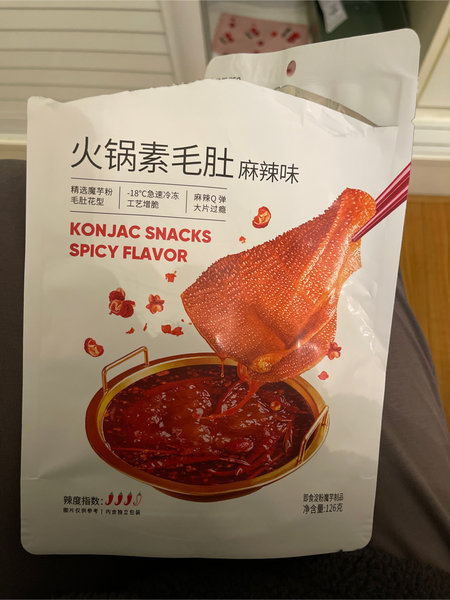 火锅素毛肚 麻辣味
精选魔芋粉 -18℃急速冷冻 麻辣Q弹
毛肚花型 工艺增脆 大片过瘾
KONJAC SNACKS
SPICY FLAVOR
辣度指数:
图片仅供参考 | 内含独立包装
即食淀粉魔芋制品
净含量:126克